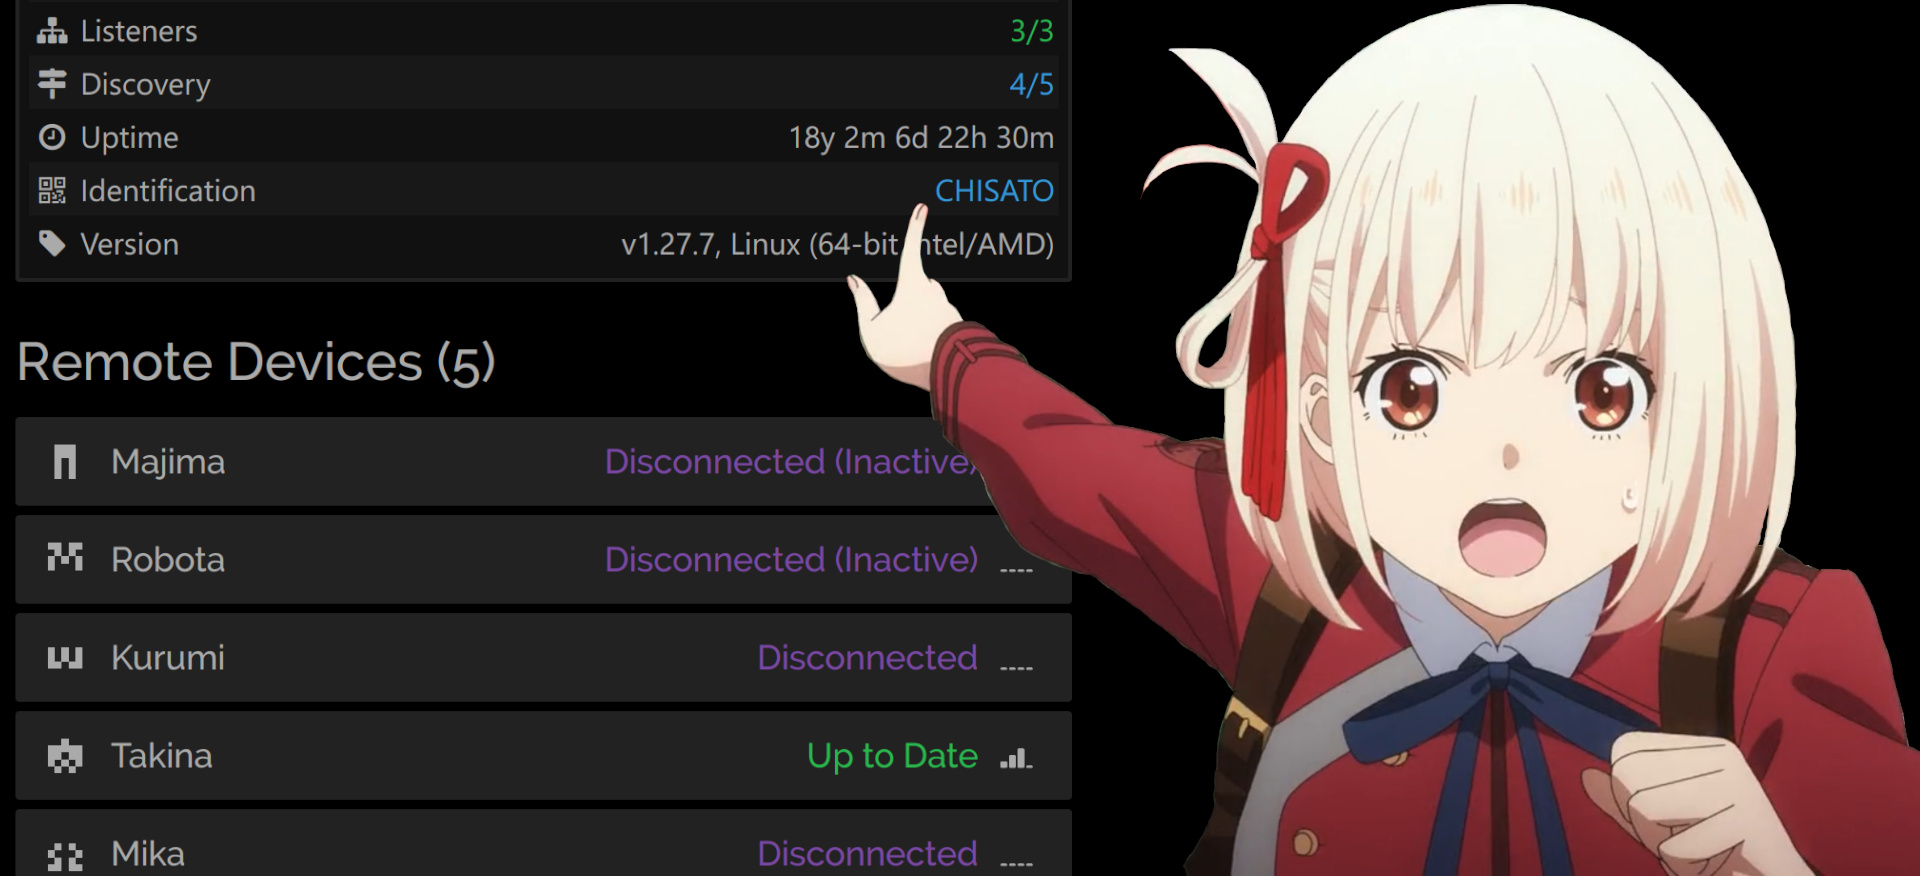 Listeners 3/3
Discovery 4/5
Uptime 18y 2m 6d 22h 30m
Identification CHISATO
Version v1.27.7, Linux (64-bit Intel/AMD)
Remote Devices (5)
Majima Disconnected (Inactive)
Robota Disconnected (Inactive)
Kurumi Disconnected
Takina Up to Date
Mika Disconnected